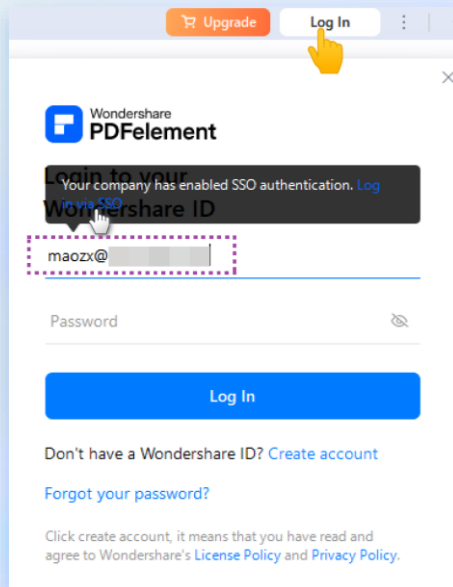 Upgrade
Log In
Wondershare
PDFelement
Login to your
Wondershare ID
Your company has enabled SSO authentication. Log
in via SSO
maozx@
Password
Log In
Don't have a Wondershare ID? Create account
Forgot your password?
Click create account, it means that you have read and
agree to Wondershare's License Policy and Privacy Policy.